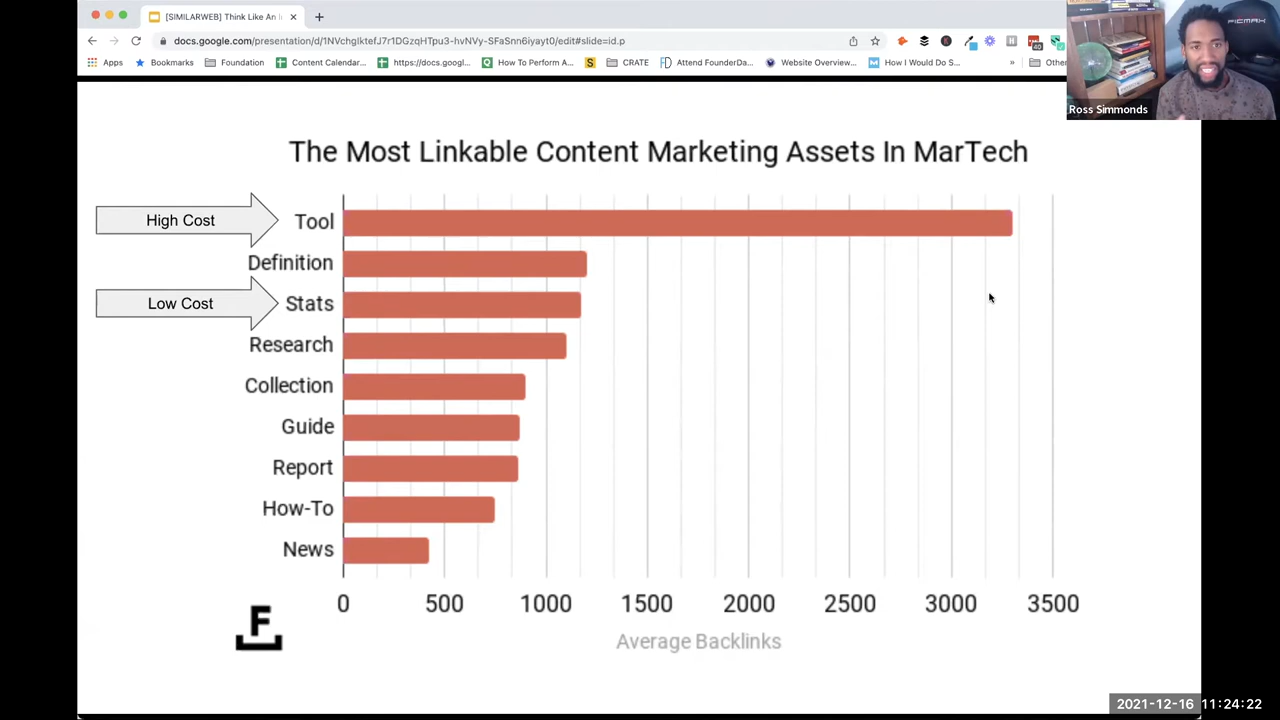 [SIMILARWEB] Think Like An I
docs.google.com/presentation/d/1NVchgIktefJ7r1DGzqHTpu3-hvNVy-SFaSnn6iyayt0/edit#slide=id.p
Apps Bookmarks Foundation Content Calendar... https://docs.googl... How To Perform A... S CRATE Attend FounderDa... Website Overview... How I Would Do S... » Other
PICMAX
Ross Simmonds
The Most Linkable Content Marketing Assets In MarTech
High Cost
Tool
Definition
Low Cost
Stats
Research
Collection
Guide
Report
How-To
News
0 500 1000 1500 2000 2500 3000 3500
Average Backlinks
F
2021-12-16 11:24:22